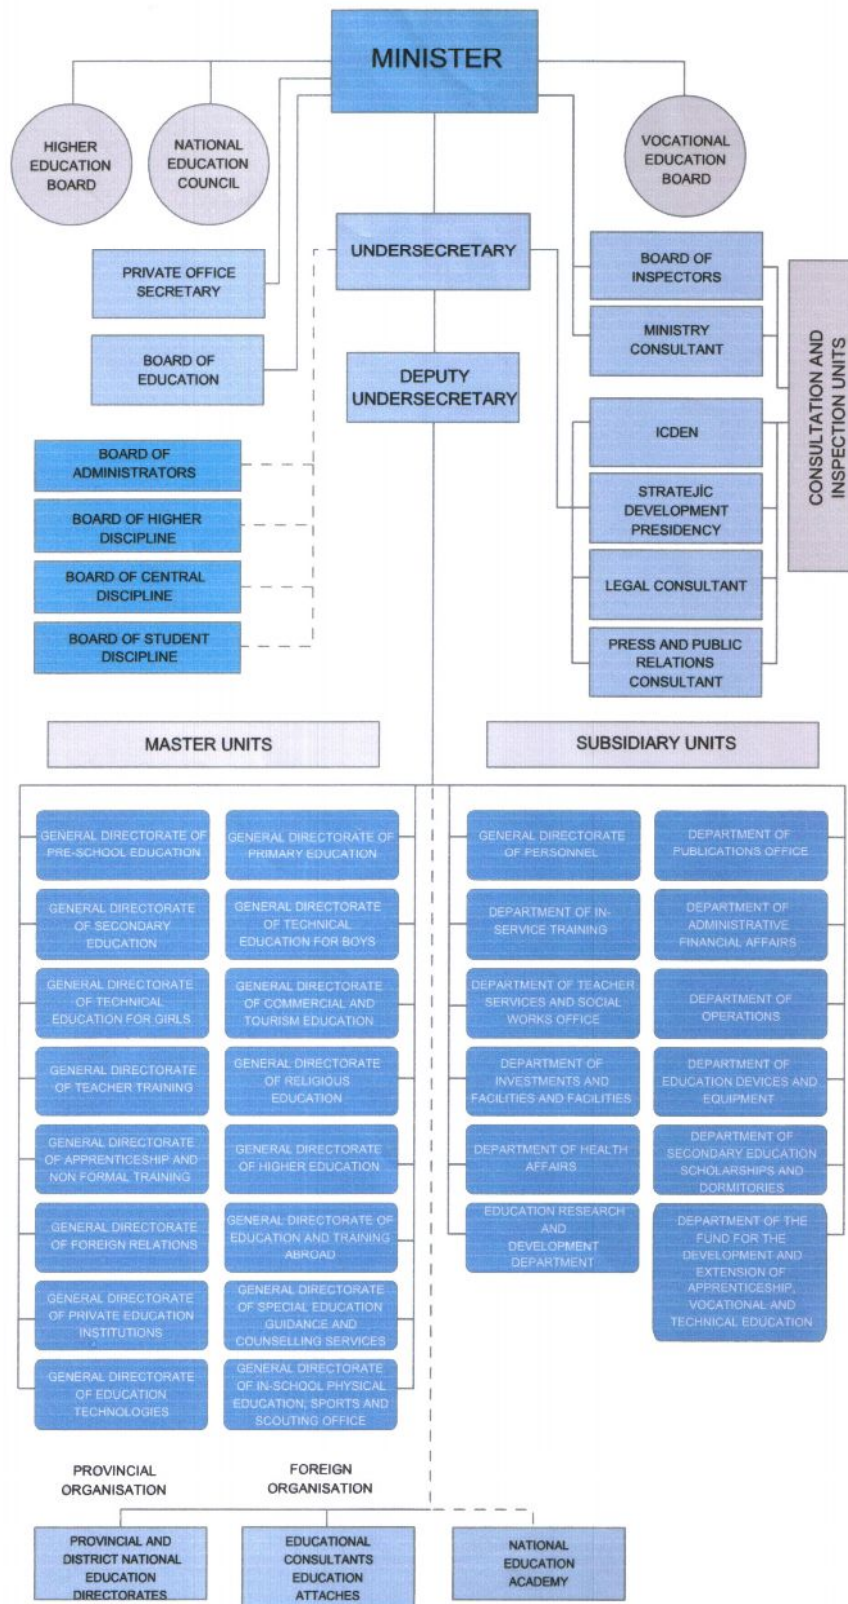 MINISTER
HIGHER
EDUCATION
BOARD
NATIONAL
EDUCATION
COUNCIL
VOCATIONAL
EDUCATION
BOARD
PRIVATE OFFICE
SECRETARY
BOARD OF
EDUCATION
UNDERSECRETARY
DEPUTY
UNDERSECRETARY
BOARD OF
INSPECTORS
MINISTRY
CONSULTANT
CONSULTATION AND
INSPECTION UNITS
ICDEN
STRATEJİC
DEVELOPMENT
PRESIDENCY
LEGAL CONSULTANT
PRESS AND PUBLIC
RELATIONS
CONSULTANT
BOARD OF
ADMINISTRATORS
BOARD OF HIGHER
DISCIPLINE
BOARD OF CENTRAL
DISCIPLINE
BOARD OF STUDENT
DISCIPLINE
MASTER UNITS
SUBSIDIARY UNITS
GENERAL DIRECTORATE OF
PRE-SCHOOL EDUCATION
GENERAL DIRECTORATE OF
PRIMARY EDUCATION
GENERAL DIRECTORATE
OF SECONDARY
EDUCATION
GENERAL DIRECTORATE
OF TECHNICAL
EDUCATION FOR BOYS
GENERAL DIRECTORATE
OF TECHNICAL
EDUCATION FOR GIRLS
GENERAL DIRECTORATE
OF COMMERCIAL AND
TOURISM EDUCATION
GENERAL DIRECTORATE
OF TEACHER TRAINING
GENERAL DIRECTORATE
OF RELIGIOUS
EDUCATION
GENERAL DIRECTORATE
OF APPRENTICESHIP AND
NON FORMAL TRAINING
GENERAL DIRECTORATE
OF HIGHER EDUCATION
GENERAL DIRECTORATE
OF FOREIGN RELATIONS
GENERAL DIRECTORATE OF
EDUCATION AND TRAINING
ABROAD
GENERAL DIRECTORATE
OF PRIVATE EDUCATION
INSTITUTIONS
GENERAL DIRECTORATE
OF SPECIAL EDUCATION
GUIDANCE AND
COUNSELLING SERVICES
GENERAL DIRECTORATE
OF EDUCATION
TECHNOLOGIES
GENERAL DIRECTORATE
OF IN-SCHOOL PHYSICAL
EDUCATION, SPORTS AND
SCOUTING OFFICE
GENERAL DIRECTORATE
OF PERSONNEL
DEPARTMENT OF
PUBLICATIONS OFFICE
DEPARTMENT OF IN-
SERVICE TRAINING
DEPARTMENT OF
ADMINISTRATIVE
FINANCIAL AFFAIRS
DEPARTMENT OF TEACHER
SERVICES AND SOCIAL
WORKS OFFICE
DEPARTMENT OF
OPERATIONS
DEPARTMENT OF
INVESTMENTS AND
FACILITIES AND FACILITIES
DEPARTMENT OF
EDUCATION DEVICES AND
EQUIPMENT
DEPARTMENT OF HEALTH
AFFAIRS
DEPARTMENT OF
SECONDARY EDUCATION
SCHOLARSHIPS AND
DORMITORIES
EDUCATION RESEARCH
AND
DEVELOPMENT
DEPARTMENT
DEPARTMENT OF THE
FUND FOR THE
DEVELOPMENT AND
EXTENSION OF
APPRENTICESHIP,
VOCATIONAL AND
TECHNICAL EDUCATION
PROVINCIAL
ORGANISATION
FOREIGN
ORGANISATION
PROVINCIAL AND
DISTRICT NATIONAL
EDUCATION
DIRECTORATES
EDUCATIONAL
CONSULTANTS
EDUCATION
ATTACHES
NATIONAL
EDUCATION
ACADEMY